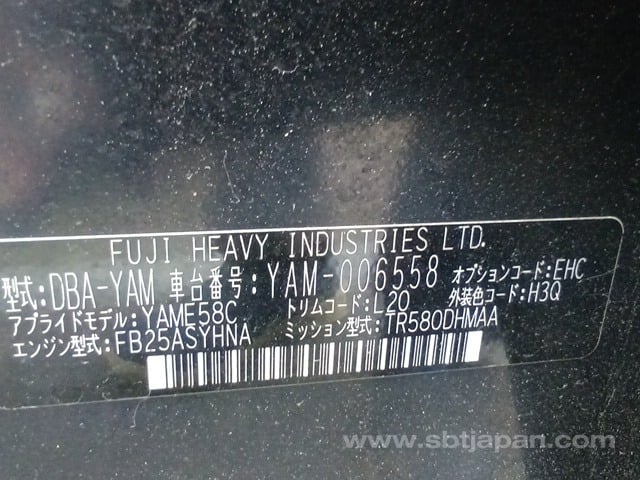 FUJI HEAVY INDUSTRIES LTD.
型式:DBA-YAM 車台番号:YAM-006558 オプションコード:EHC
アプライドモデル:YAME58C トリムコード:L20 外装色コード:H3Q
エンジン型式:FB25ASYHNA ミッション型式:TR580DHMAA
www.sbtjapan.com